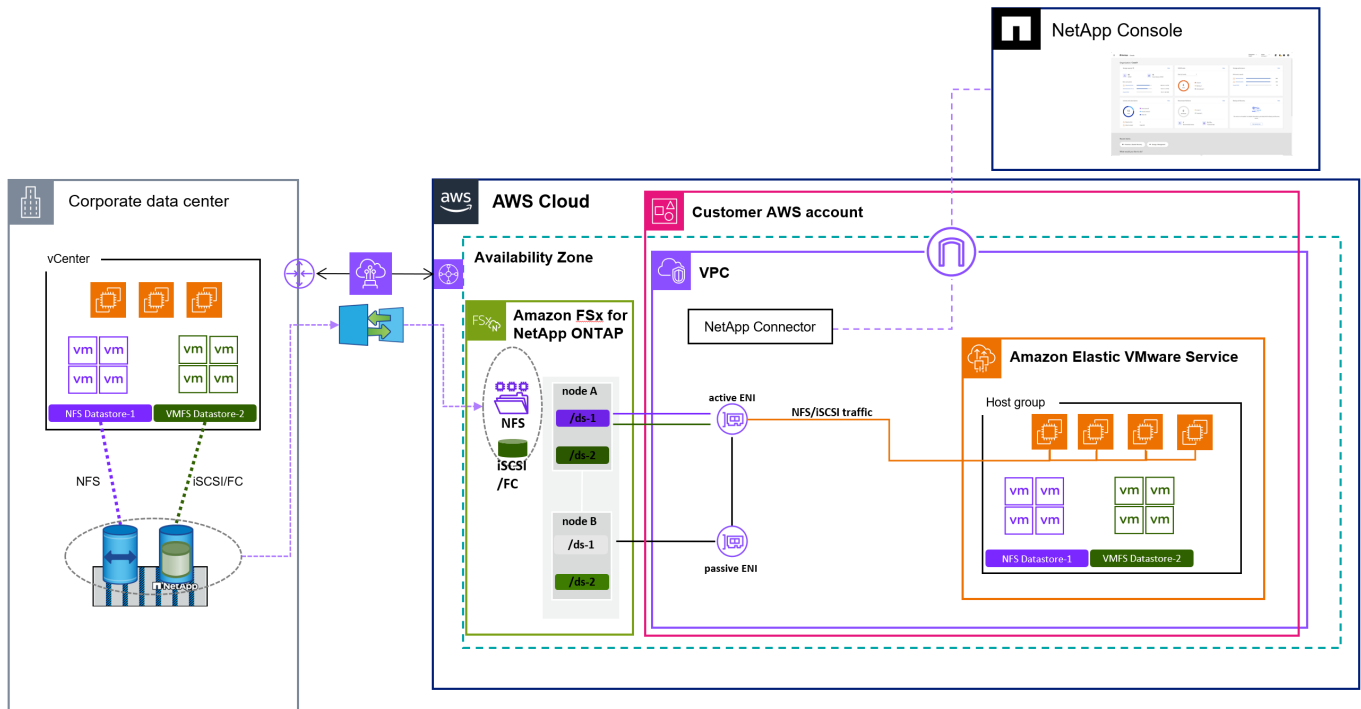 NetApp Console
Corporate data center
vCenter
vm vm
vm vm
vm vm
vm vm
NFS Datastore-1
VMFS Datastore-2
NFS
iSCSI/FC
NetApp
aws
AWS Cloud
Customer AWS account
Availability Zone
VPC
FSx
N
Amazon FSx for
NetApp ONTAP
NetApp Connector
NFS
iSCSI
/FC
node A
/ds-1
/ds-2
node B
/ds-1
/ds-2
active ENI
passive ENI
NFS/iSCSI traffic
Amazon Elastic VMware Service
Host group
vm vm
vm vm
vm vm
vm vm
NFS Datastore-1
VMFS Datastore-2